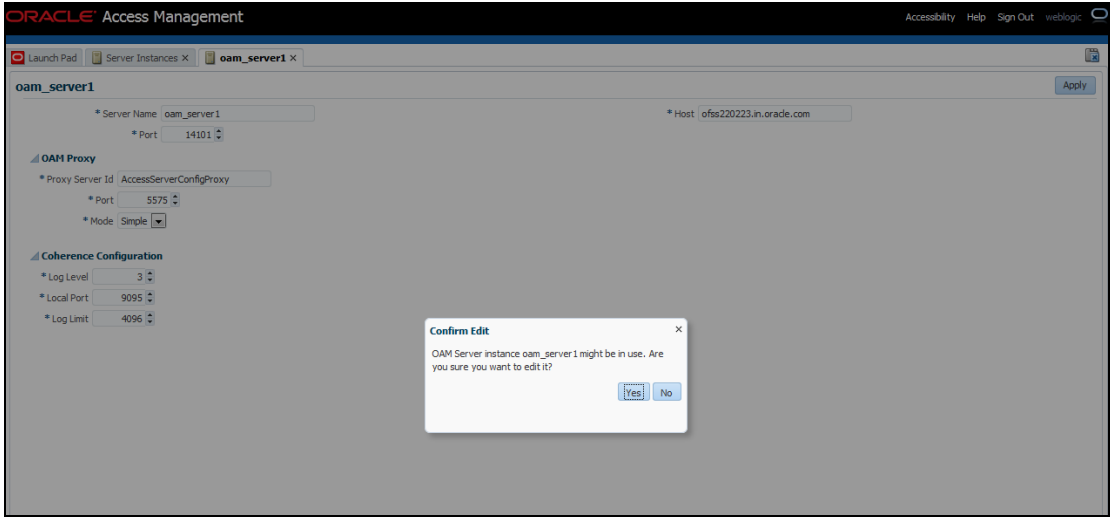 ORACLE® Access Management
Accessibility Help Sign Out weblogic
Launch Pad Server Instances × oam_server1 ×
oam_server1 Apply
* Server Name oam_server1 * Host ofss220223.in.oracle.com
* Port 14101
OAM Proxy
* Proxy Server Id AccessServerConfigProxy
* Port 5575
* Mode Simple
Coherence Configuration
* Log Level 3
* Local Port 9095
* Log Limit 4096
Confirm Edit ×
OAM Server instance oam_server1 might be in use. Are
you sure you want to edit it?
Yes No